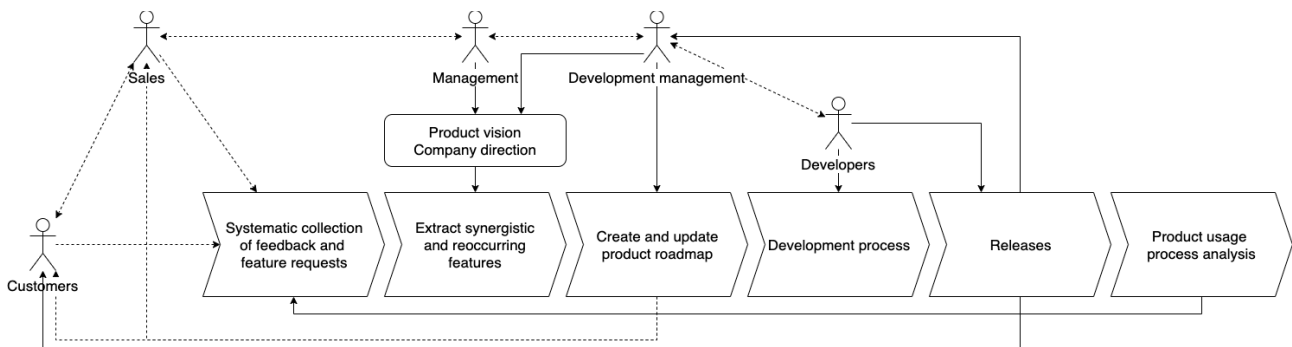 Sales
Management
Development management
Product vision
Company direction
Developers
Customers
Systematic collection
of feedback and
feature requests
Extract synergistic
and reoccurring
features
Create and update
product roadmap
Development process
Releases
Product usage
process analysis